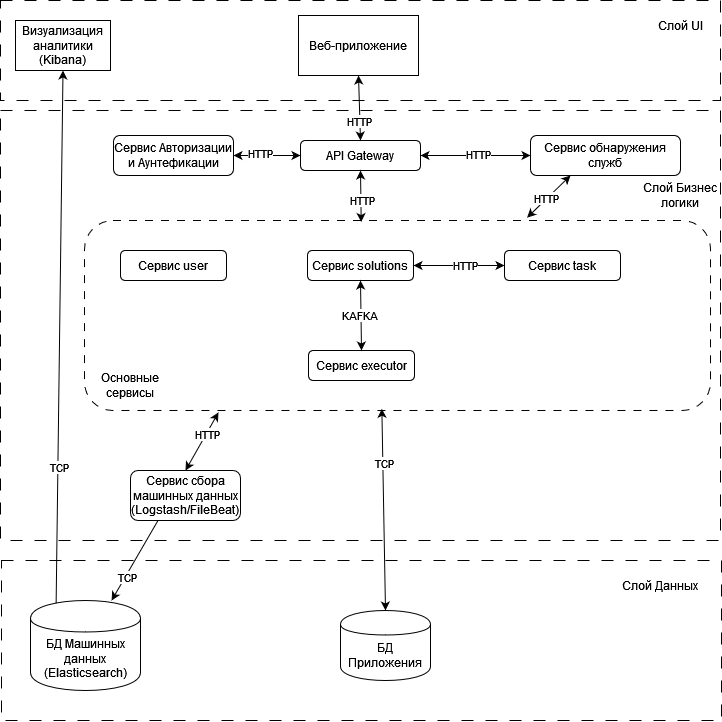 Слой UI
Визуализация
аналитики
(Kibana)
Веб-приложение
HTTP
Сервис Авторизации
и Аунтефикации
HTTP
API Gateway
HTTP
Сервис обнаружения
служб
Слой Бизнес
логики
HTTP
HTTP
Сервис user
Сервис solutions
HTTP
Сервис task
KAFKA
Сервис executor
Основные
сервисы
HTTP
TCP
TCP
Сервис сбора
машинных данных
(Logstash/FileBeat)
TCP
Слой Данных
БД Машинных
данных
(Elasticsearch)
БД
Приложения